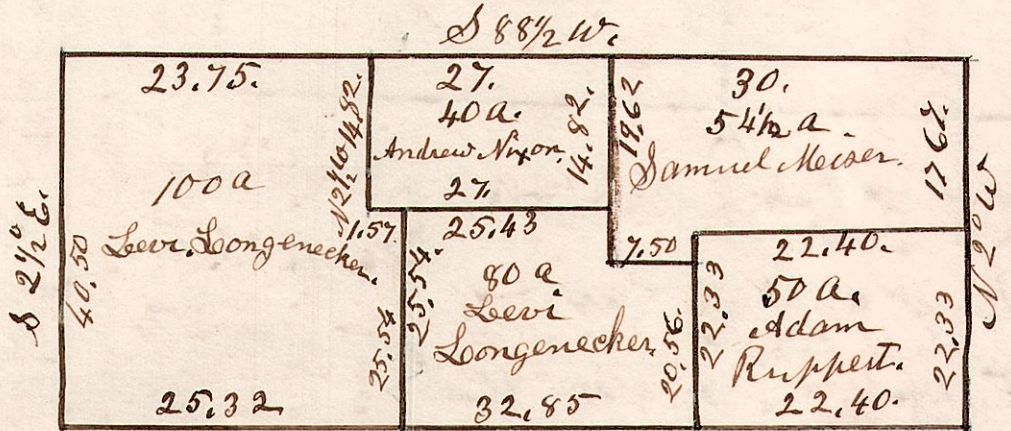 S 88½ W.
23.75.
27.
30.
40 a.
54½ a.
Andrew Nixon.
Samuel Meiser.
N 2½ W 14.82.
14.82.
19.62
17.67.
27.
100 a
Levi Longenecker.
1.57.
25.43
7.50
22.40.
S 2½° E.
40.50
25.54
25.54.
80 a
Levi
Longenecker.
20.56.
22.33
50 a.
Adam
Ruppert.
22.33
N 2° W
25.32
32.85
22.40.